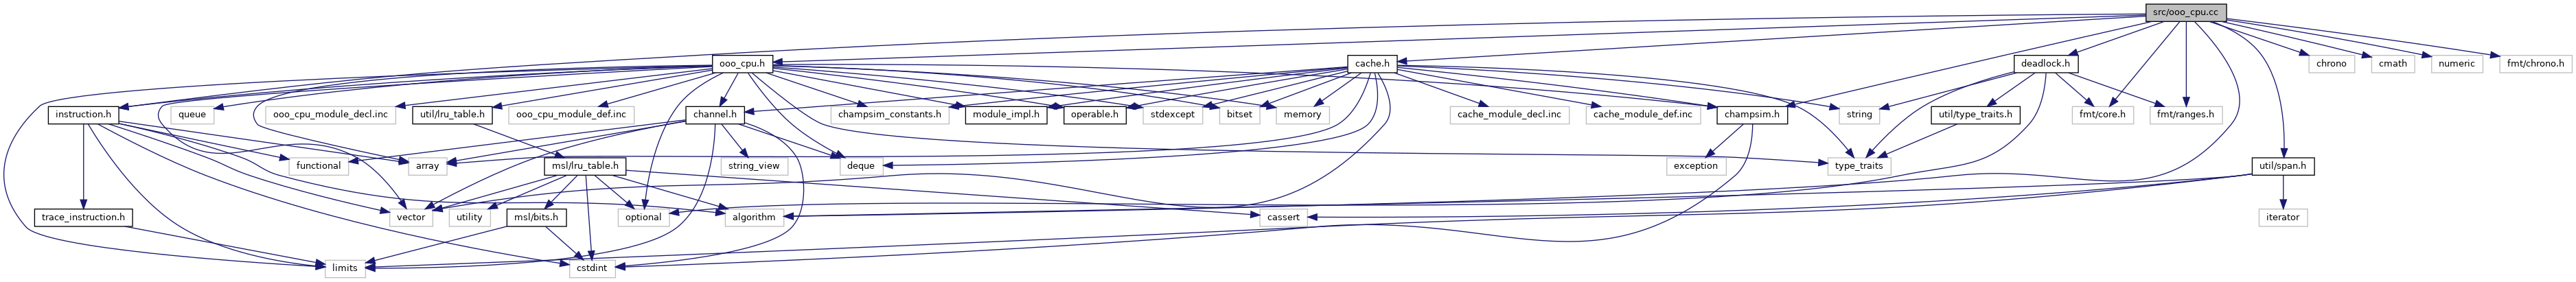 src/ooo_cpu.cc
ooo_cpu.h
cache.h
deadlock.h
chrono
cmath
numeric
fmt/chrono.h
instruction.h
queue
ooo_cpu_module_decl.inc
util/lru_table.h
ooo_cpu_module_def.inc
channel.h
champsim_constants.h
module_impl.h
operable.h
stdexcept
bitset
memory
cache_module_decl.inc
cache_module_def.inc
champsim.h
string
util/type_traits.h
fmt/core.h
fmt/ranges.h
functional
array
msl/lru_table.h
string_view
deque
exception
type_traits
util/span.h
trace_instruction.h
vector
utility
msl/bits.h
optional
algorithm
cassert
iterator
limits
cstdint